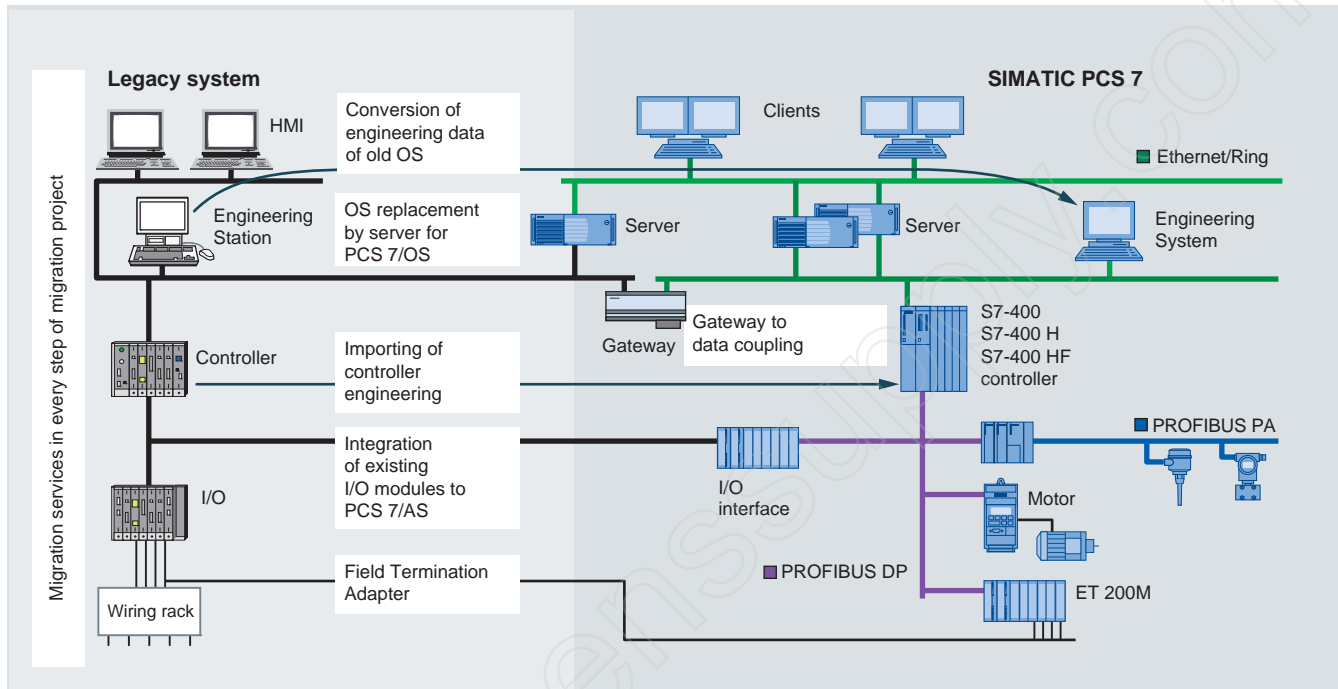 Migration services in every step of migration project
Legacy system
SIMATIC PCS 7
HMI
Conversion of
engineering data
of old OS
Clients
Ethernet/Ring
Engineering
Station
OS replacement
by server for
PCS 7/OS
Server
Server
Engineering
System
Gateway
Gateway to
data coupling
S7-400
S7-400 H
S7-400 HF
controller
Controller
Importing of
controller
engineering
Integration
of existing
I/O modules to
PCS 7/AS
I/O
I/O
interface
PROFIBUS PA
Motor
PROFIBUS DP
ET 200M
Field Termination
Adapter
Wiring rack
enssupply.com